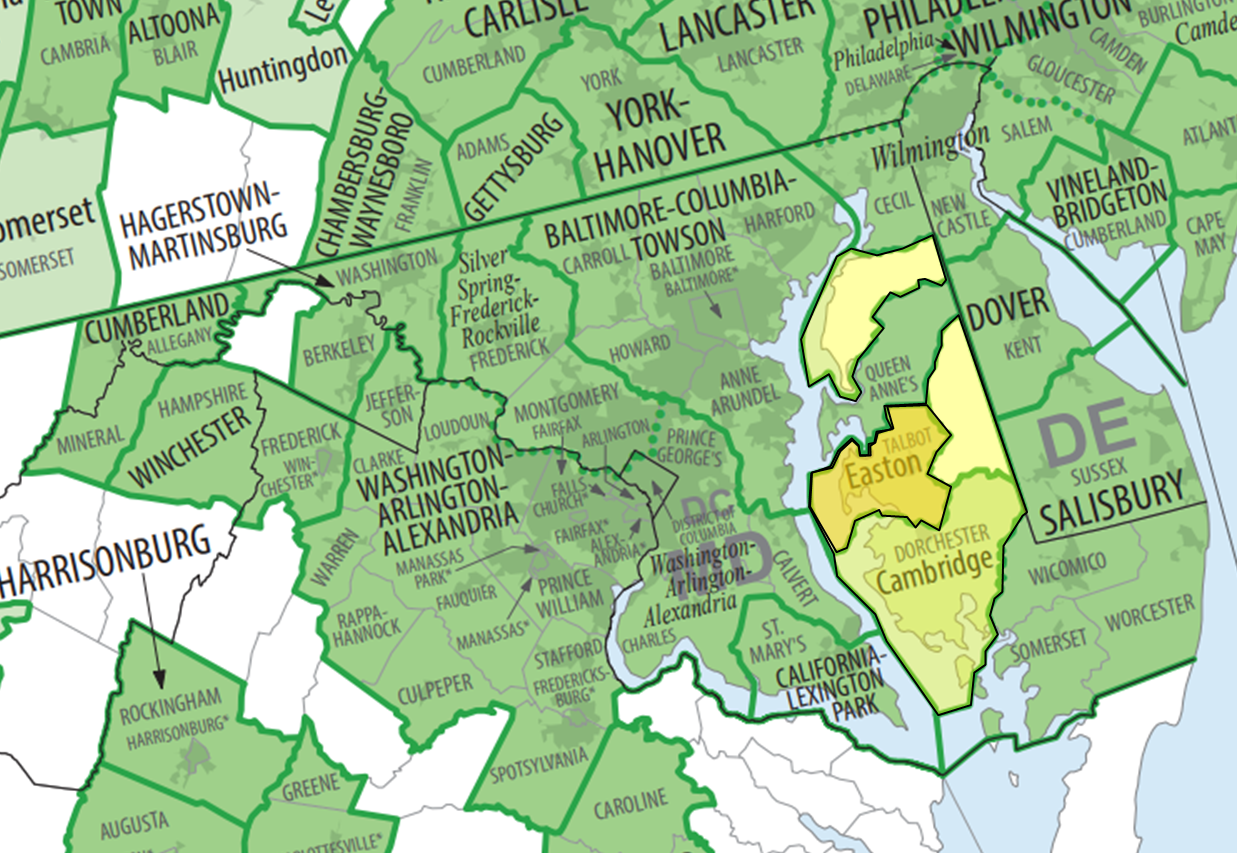 TOWN
CAMBRIA
ALTOONA
BLAIR
Le
Huntingdon
CARLISLE
CUMBERLAND
LANCASTER
LANCASTER
PHILADEL
WILMINGTON
Philadelphia
DELAWARE
BURLINGTON
Camde
CAMDEN
GLOUCESTER
SALEM
ATLANT
YORK
YORK-
HANOVER
ADAMS
GETTYSBURG
CHAMBERSBURG-
WAYNESBORO
FRANKLIN
Wilmington
VINELAND-
BRIDGETON
CUMBERLAND
CAPE
MAY
omerset
SOMERSET
HAGERSTOWN-
MARTINSBURG
WASHINGTON
Silver
Spring-
Frederick-
Rockville
FREDERICK
BALTIMORE-COLUMBIA-
TOWSON
CARROLL
HARFORD
BALTIMORE
BALTIMORE*
CECIL
NEW
CASTLE
CUMBERLAND
ALLEGANY
BERKELEY
HOWARD
ANNE
ARUNDEL
QUEEN
ANNE'S
DOVER
KENT
HAMPSHIRE
MINERAL
WINCHESTER
FREDERICK
WIN-
CHESTER*
JEFFER-
SON
CLARKE
LOUDOUN
MONTGOMERY
FAIRFAX
ARLINGTON
PRINCE
GEORGE'S
WASHINGTON-
ARLINGTON-
ALEXANDRIA
FALLS
CHURCH*
FAIRFAX*
ALEX-
ANDRIA*
DC
DISTRICT OF
COLUMBIA
MD
Washington-
Arlington-
Alexandria
CALVERT
TALBOT
Easton
DORCHESTER
Cambridge
DE
SUSSEX
SALISBURY
WICOMICO
WORCESTER
SOMERSET
HARRISONBURG
WARREN
MANASSAS
PARK*
FAUQUIER
PRINCE
WILLIAM
MANASSAS*
RAPPA-
HANNOCK
CULPEPER
STAFFORD
FREDERICKS-
BURG*
CHARLES
ST.
MARY'S
CALIFORNIA-
LEXINGTON
PARK
ROCKINGHAM
HARRISONBURG*
SPOTSYLVANIA
CAROLINE
GREENE
AUGUSTA
LOTTESVILLE*